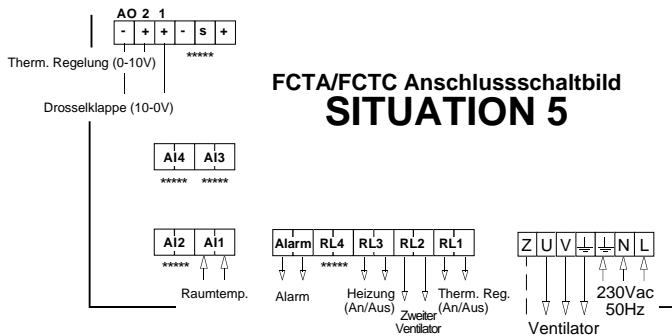 AO 2 1
- + + - s +
*****
Therm. Regelung (0-10V)
Drosselklappe (10-0V)
FCTA/FCTC Anschlussschaltbild
SITUATION 5
AI4 AI3
***** *****
AI2 AI1
*****
Raumtemp.
Alarm RL4 RL3 RL2 RL1
*****
Alarm
Heizung
(An/Aus)
Zweiter
Ventilator
Therm. Reg.
(An/Aus)
Z U V N L
230Vac
50Hz
Ventilator